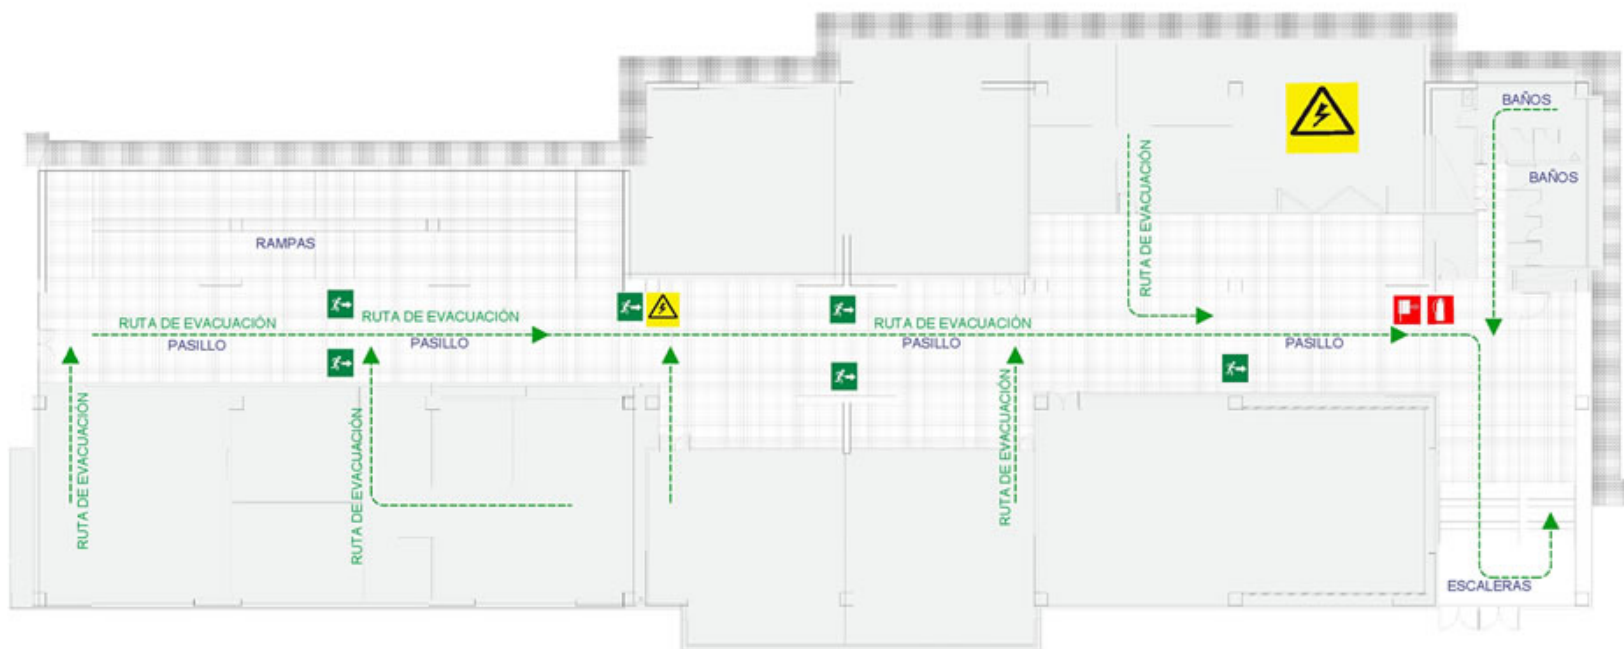 BAÑOS
BAÑOS
RUTA DE EVACUACIÓN
RAMPAS
RUTA DE EVACUACIÓN
RUTA DE EVACUACIÓN
RUTA DE EVACUACIÓN
PASILLO
PASILLO
PASILLO
PASILLO
RUTA DE EVACUACIÓN
RUTA DE EVACUACIÓN
RUTA DE EVACUACIÓN
ESCALERAS